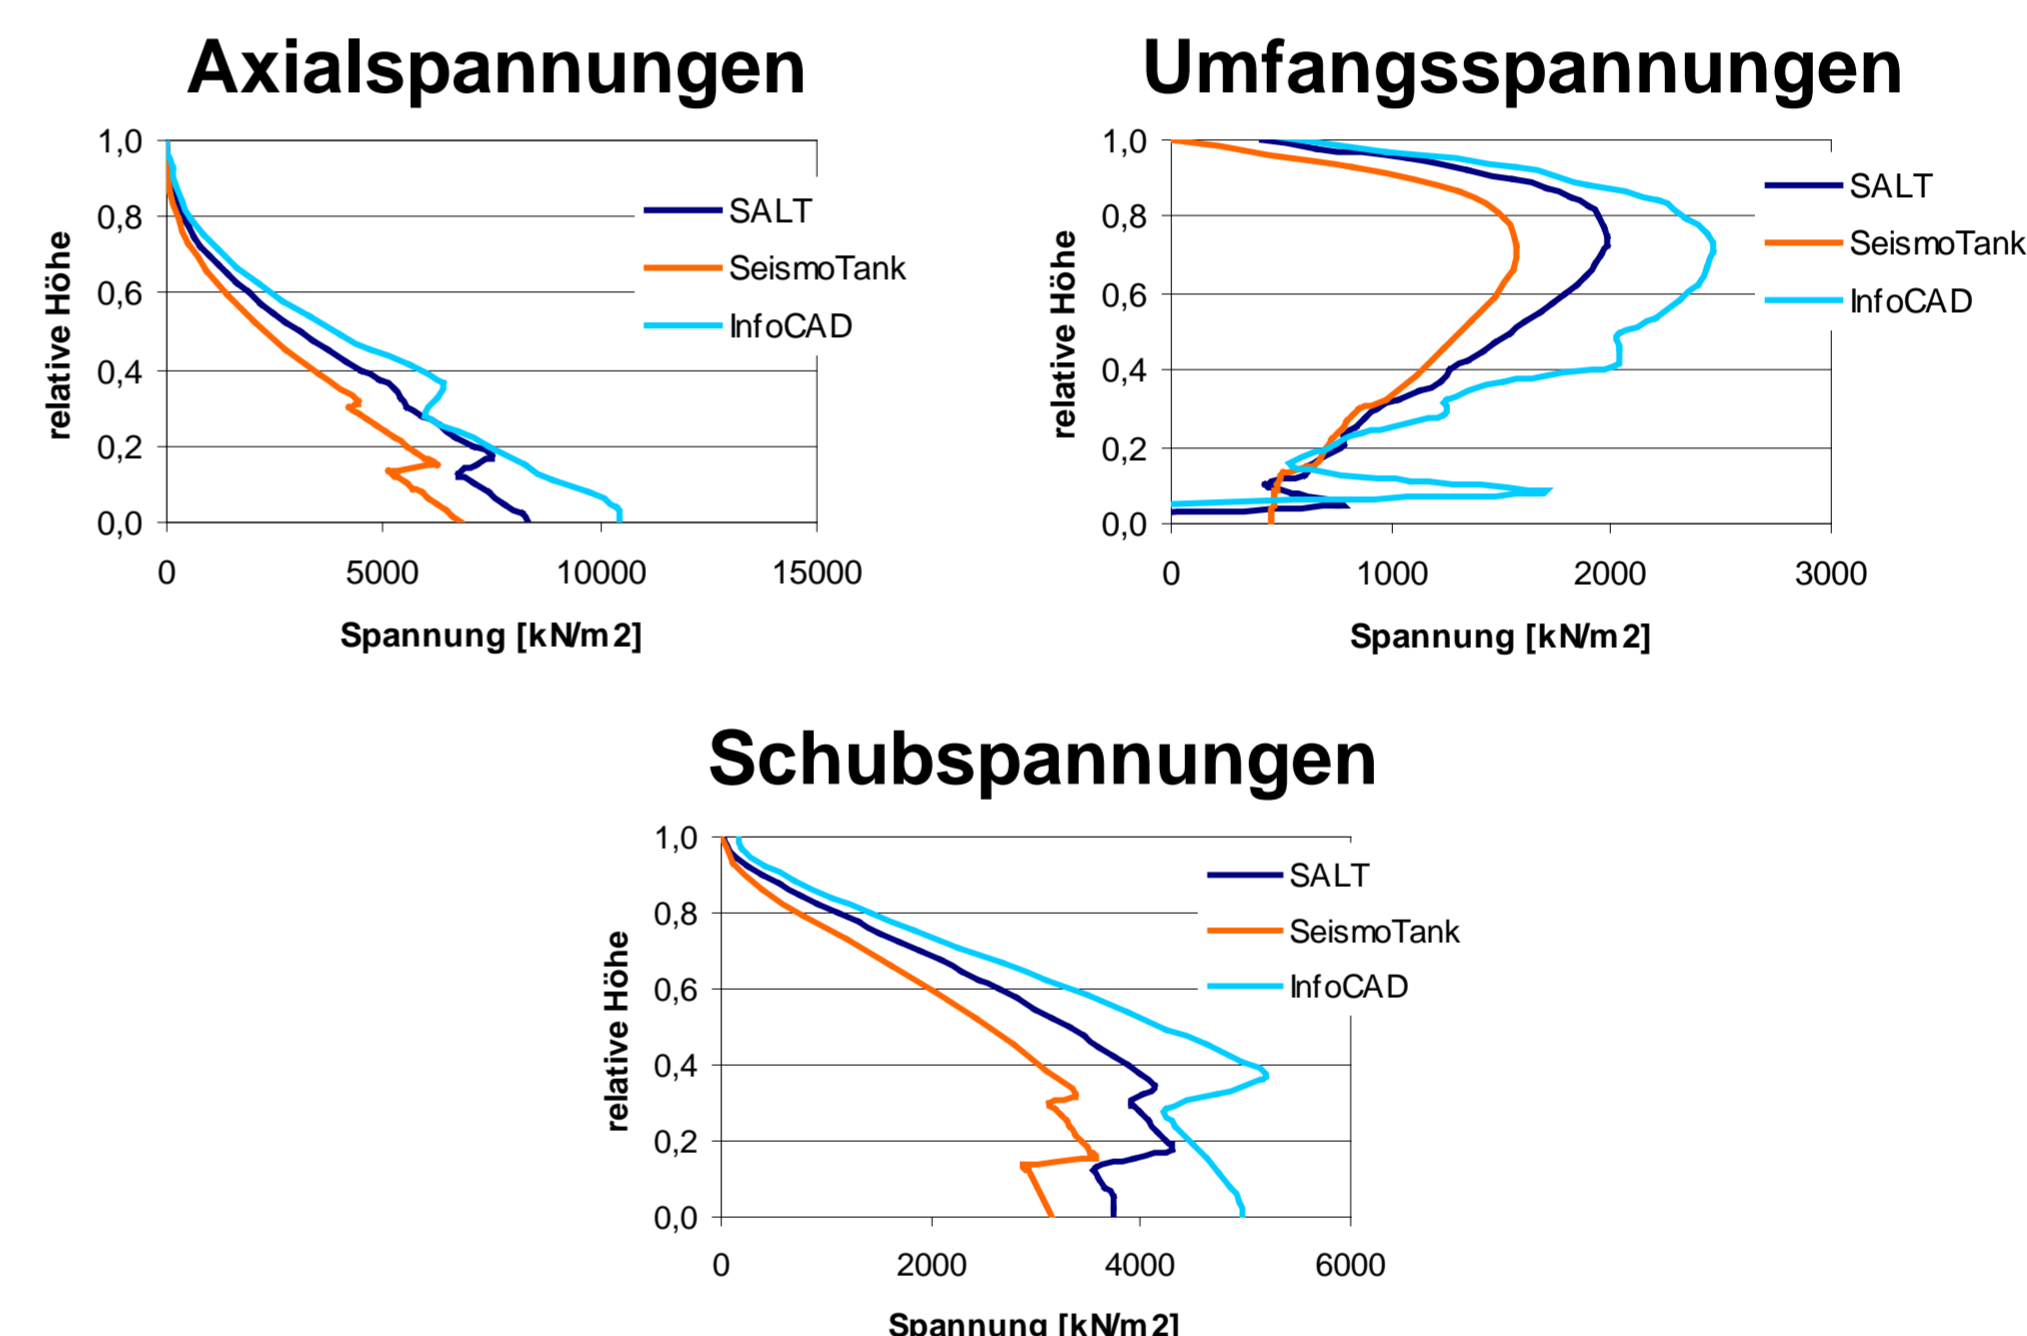 Axialspannungen
1,0
0,8
0,6
0,4
0,2
0,0
relative Höhe
0 5000 10000 15000
Spannung [kN/m2]
SALT
SeismoTank
InfoCAD
Umfangsspannungen
1,0
0,8
0,6
0,4
0,2
0,0
relative Höhe
0 1000 2000 3000
Spannung [kN/m2]
SALT
SeismoTank
InfoCAD
Schubspannungen
1,0
0,8
0,6
0,4
0,2
0,0
relative Höhe
0 2000 4000 6000
Spannung [kN/m2]
SALT
SeismoTank
InfoCAD